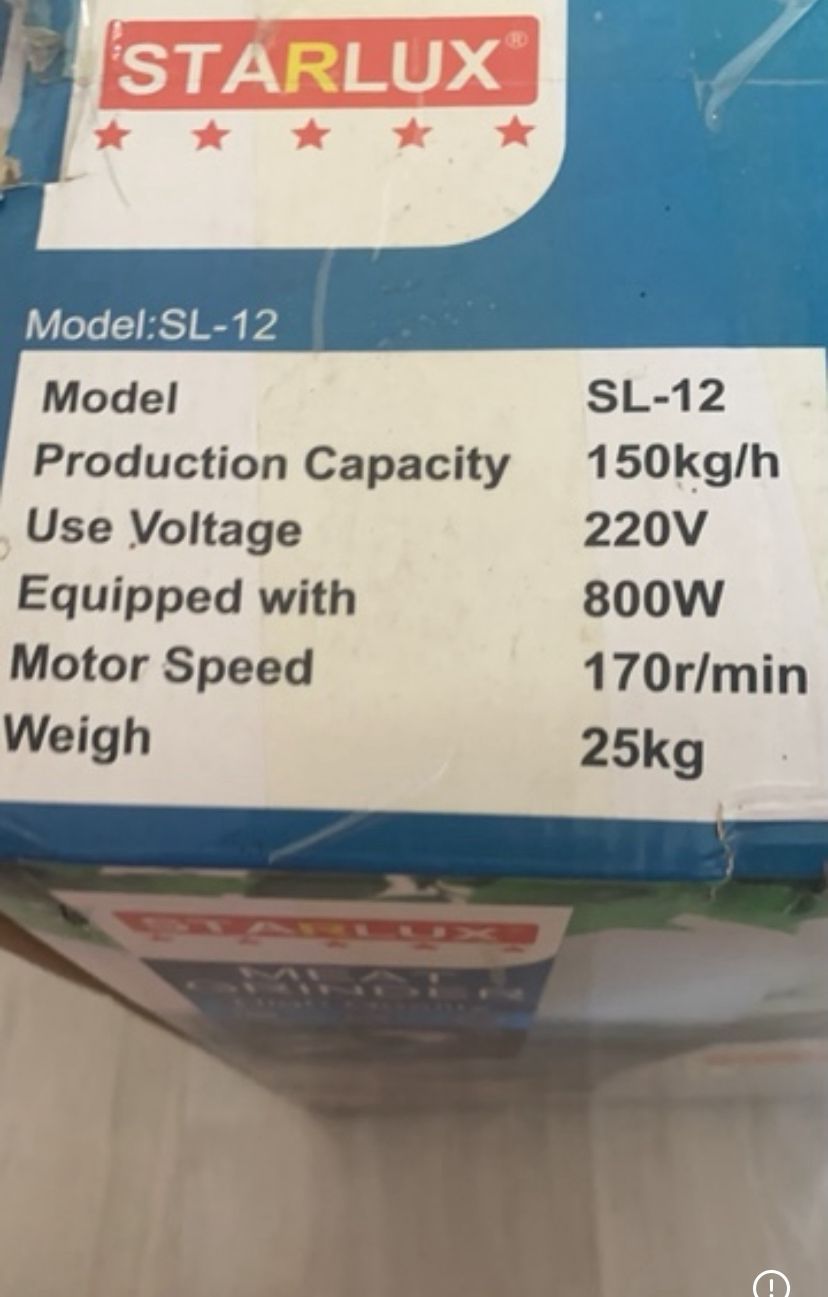 STARLUX®
Model:SL-12
Model SL-12
Production Capacity 150kg/h
Use Voltage 220V
Equipped with 800W
Motor Speed 170r/min
Weigh 25kg
STARLUX
MEAT
GRINDER